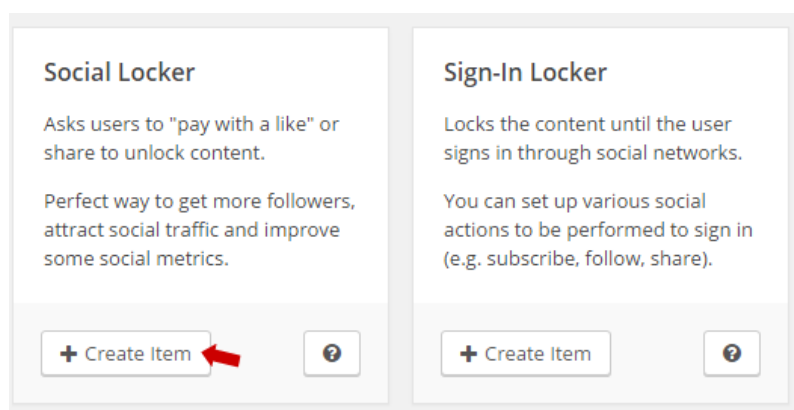 Social Locker
Asks users to "pay with a like" or
share to unlock content.
Perfect way to get more followers,
attract social traffic and improve
some social metrics.
+ Create Item
?
Sign-In Locker
Locks the content until the user
signs in through social networks.
You can set up various social
actions to be performed to sign in
(e.g. subscribe, follow, share).
+ Create Item
?